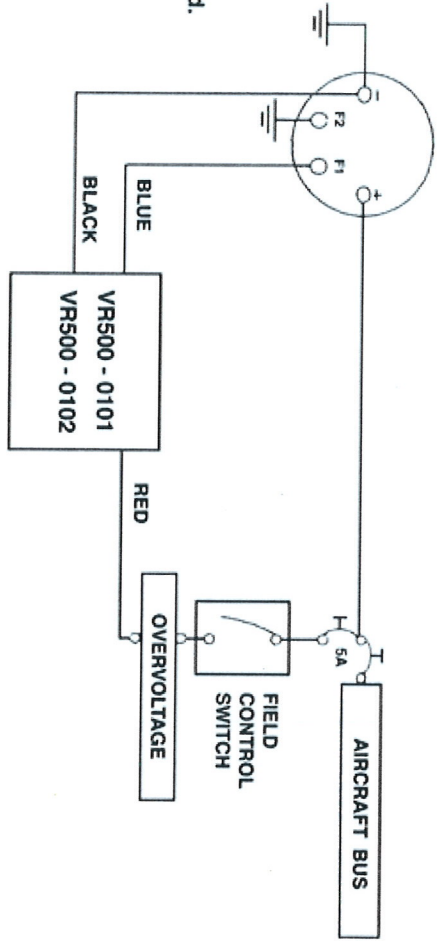 +
AIRCRAFT BUS
-
F2
F1
5A
FIELD
CONTROL
SWITCH
d.
OVERVOLTAGE
BLUE
RED
BLACK
VR500 - 0101
VR500 - 0102